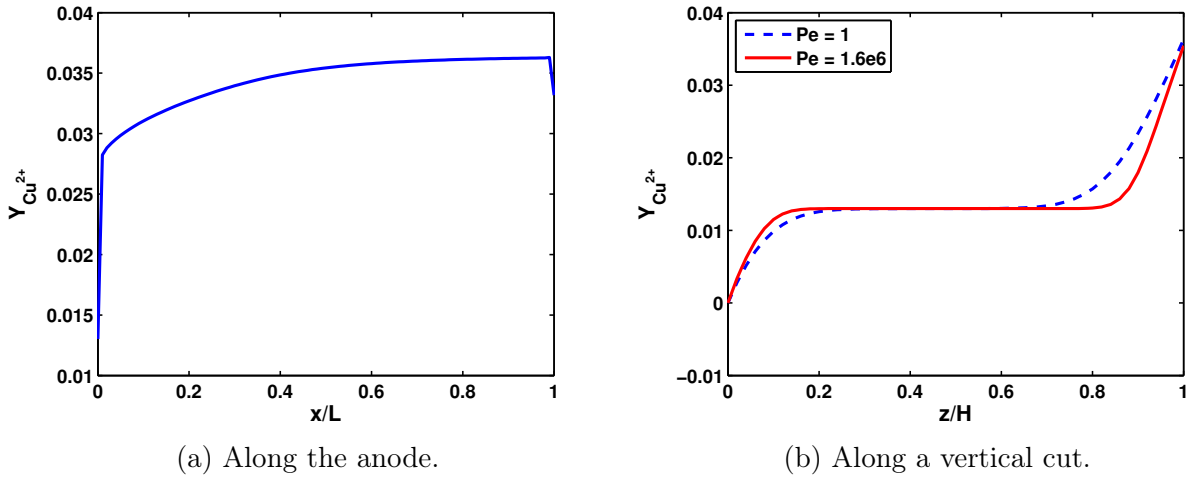 0.04
0.035
0.03
0.025
0.02
0.015
0.01
Y_Cu^2+
0 0.2 0.4 0.6 0.8 1
x/L
(a) Along the anode.
Pe = 1
Pe = 1.6e6
0.04
0.03
0.02
0.01
0
−0.01
Y_Cu^2+
0 0.2 0.4 0.6 0.8 1
z/H
(b) Along a vertical cut.